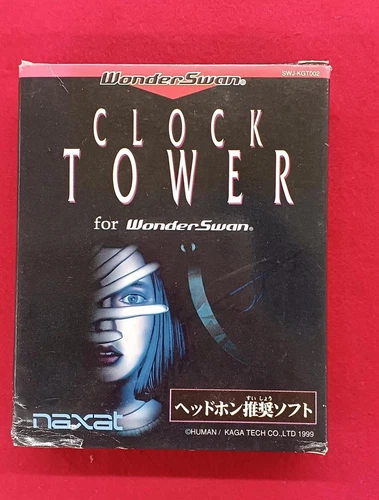 WonderSwan®
SWJ-KGT002
CLOCK
TOWER
for WonderSwan®
naxat
すい しょう
ヘッドホン推奨ソフト
©HUMAN / KAGA TECH CO.,LTD 1999